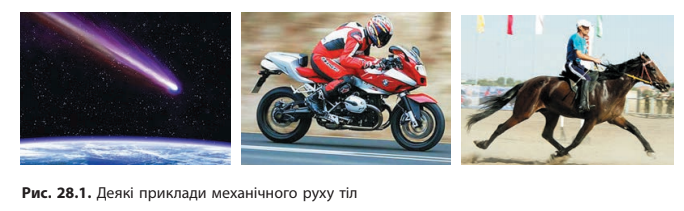 Рис. 28.1. Деякі приклади механічного руху тіл